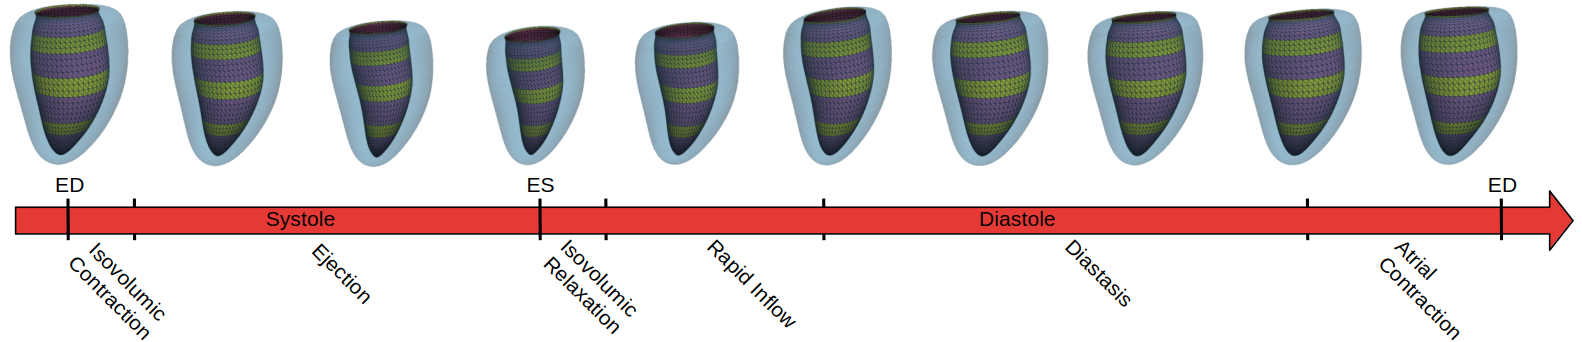 ED
ES
ED
Systole
Diastole
Isovolumic
Contraction
Ejection
Isovolumic
Relaxation
Rapid Inflow
Diastasis
Atrial
Contraction